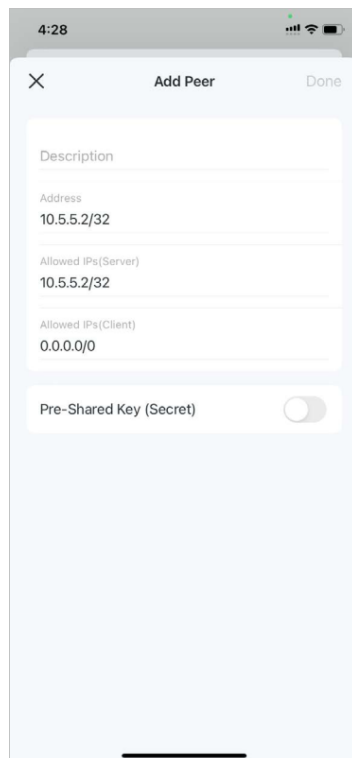 4:28
Add Peer
Done
Description
Address
10.5.5.2/32
Allowed IPs(Server)
10.5.5.2/32
Allowed IPs(Client)
0.0.0.0/0
Pre-Shared Key (Secret)